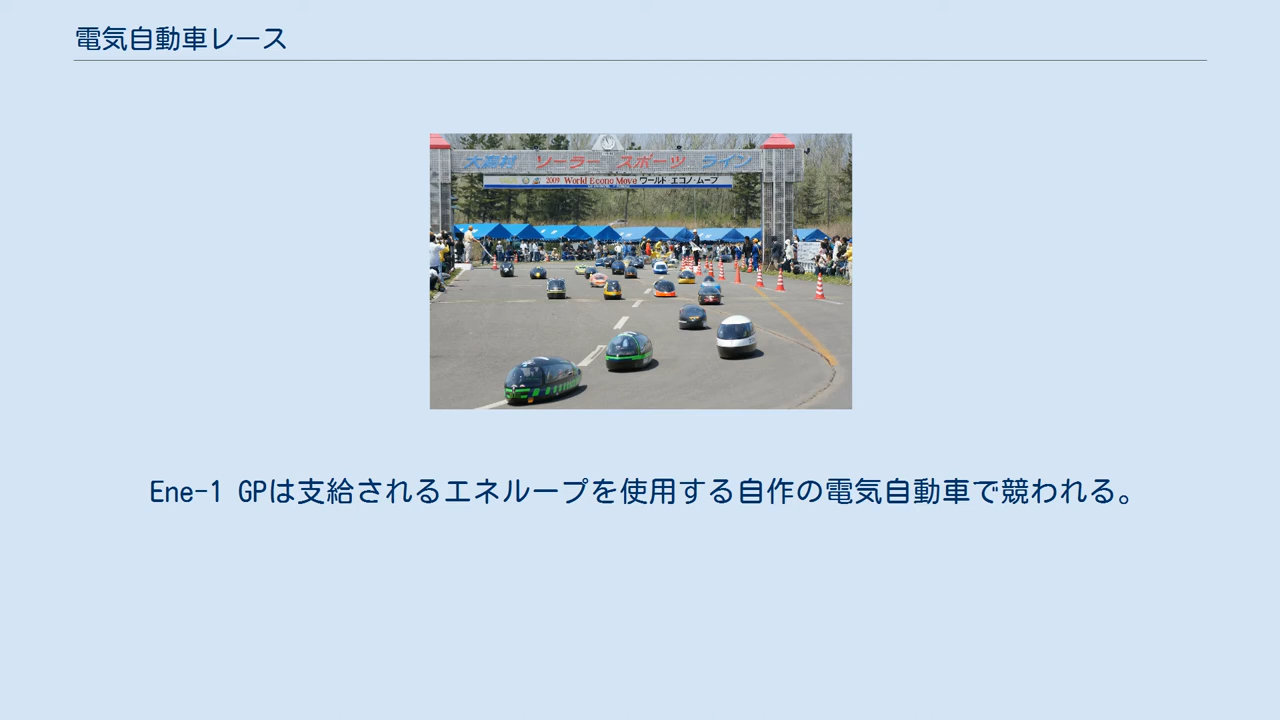 電気自動車レース
大潟村 ソーラー スポーツ ライン
2009 World Econo Move ワールド・エコノ・ムーブ
Ene-1 GPは支給されるエネループを使用する自作の電気自動車で競われる。